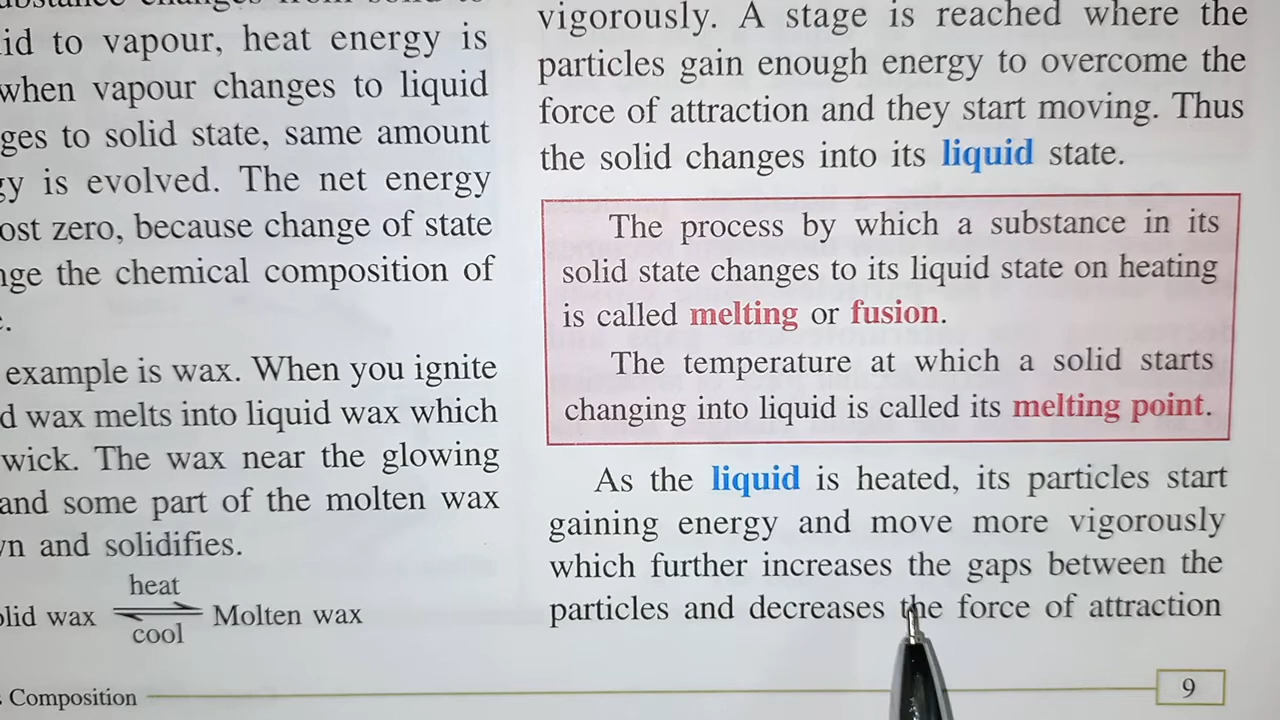 to vapour, heat energy is
when vapour changes to liquid
to solid state, same amount
is evolved. The net energy
zero, because change of state
the chemical composition of
example is wax. When you ignite
wax melts into liquid wax which
wick. The wax near the glowing
and some part of the molten wax
and solidifies.
heat
wax ⇌ Molten wax
cool
Composition
vigorously. A stage is reached where the
particles gain enough energy to overcome the
force of attraction and they start moving. Thus
the solid changes into its liquid state.
The process by which a substance in its
solid state changes to its liquid state on heating
is called melting or fusion.
The temperature at which a solid starts
changing into liquid is called its melting point.
As the liquid is heated, its particles start
gaining energy and move more vigorously
which further increases the gaps between the
particles and decreases the force of attraction
9